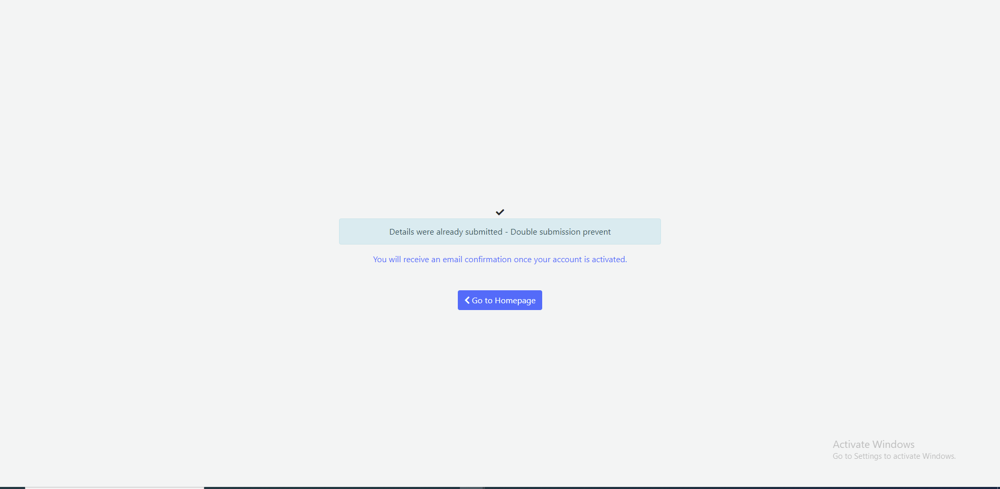 Details were already submitted - Double submission prevent
You will receive an email confirmation once your account is activated.
Go to Homepage
Activate Windows
Go to Settings to activate Windows.